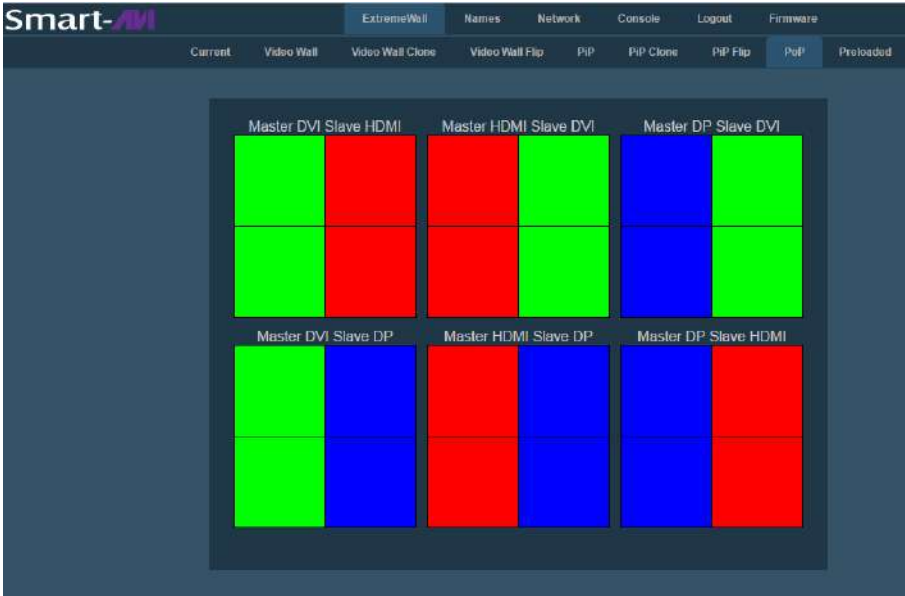 Smart-AVI
ExtremeWall Names Network Console Logout Firmware
Current Video Wall Video Wall Clone Video Wall Flip PiP PiP Clone PiP Flip PoP Preloaded
Master DVI Slave HDMI Master HDMI Slave DVI Master DP Slave DVI
Master DVI Slave DP Master HDMI Slave DP Master DP Slave HDMI